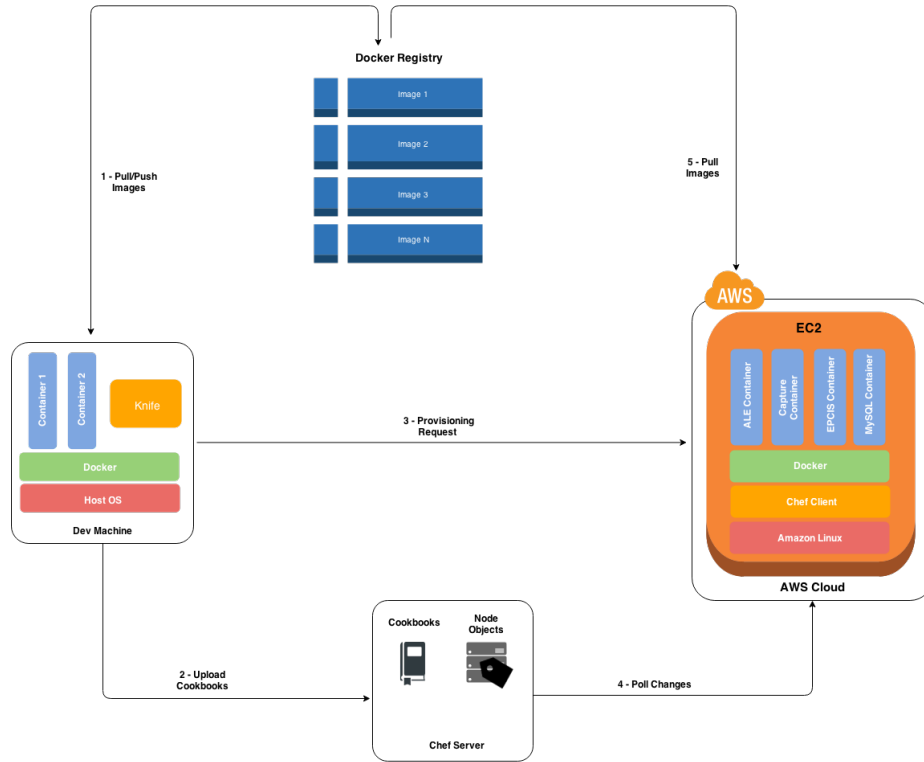 Docker Registry
Image 1
Image 2
Image 3
Image N
1 - Pull/Push
Images
5 - Pull
Images
AWS
EC2
ALE Container
Capture
Container
EPCIS Container
MySQL Container
Docker
Chef Client
Amazon Linux
AWS Cloud
Container 1
Container 2
Knife
Docker
Host OS
Dev Machine
3 - Provisioning
Request
2 - Upload
Cookbooks
Cookbooks
Node
Objects
Chef Server
4 - Poll Changes